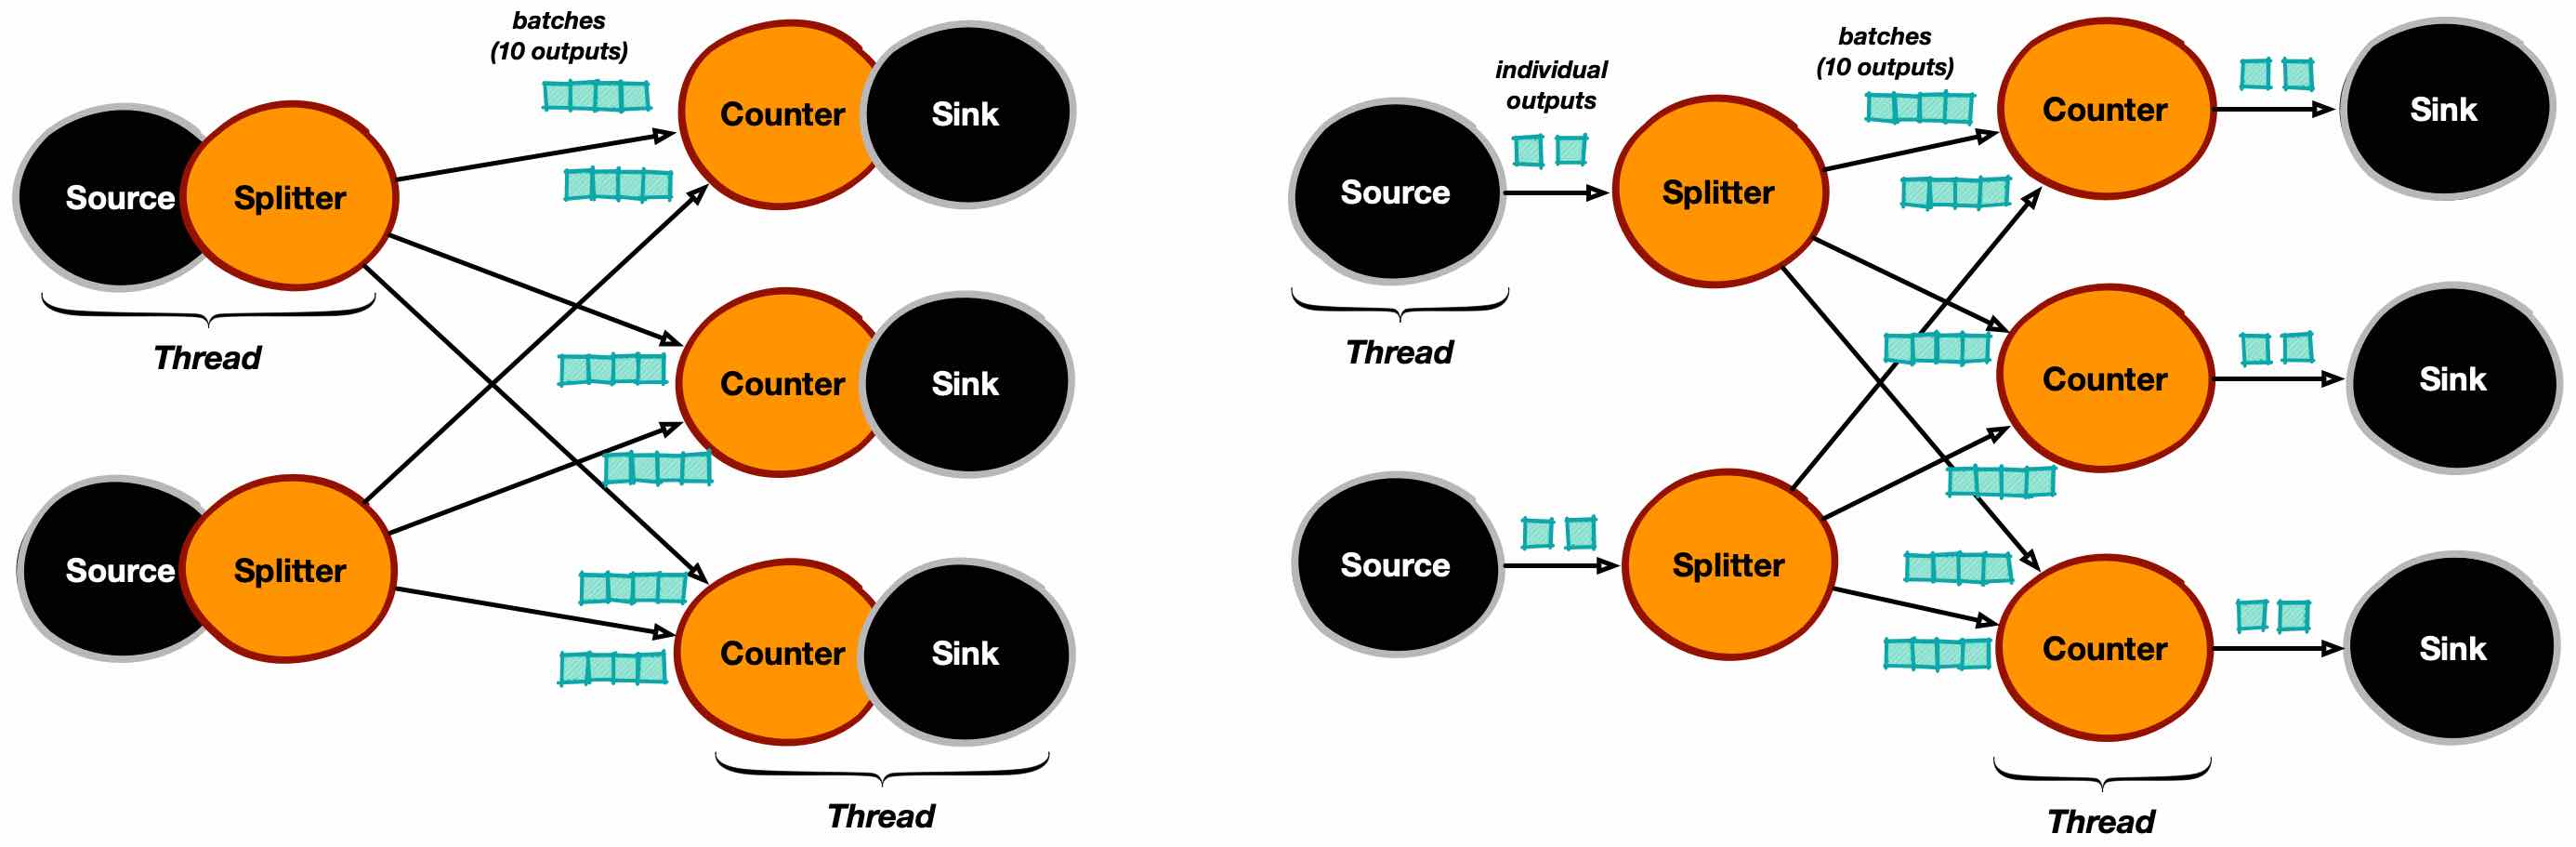 batches
(10 outputs)
Source
Splitter
Counter
Sink
Thread
Counter
Sink
Source
Splitter
Counter
Sink
Thread
individual
outputs
batches
(10 outputs)
Source
Splitter
Counter
Sink
Thread
Counter
Sink
Source
Splitter
Counter
Sink
Thread